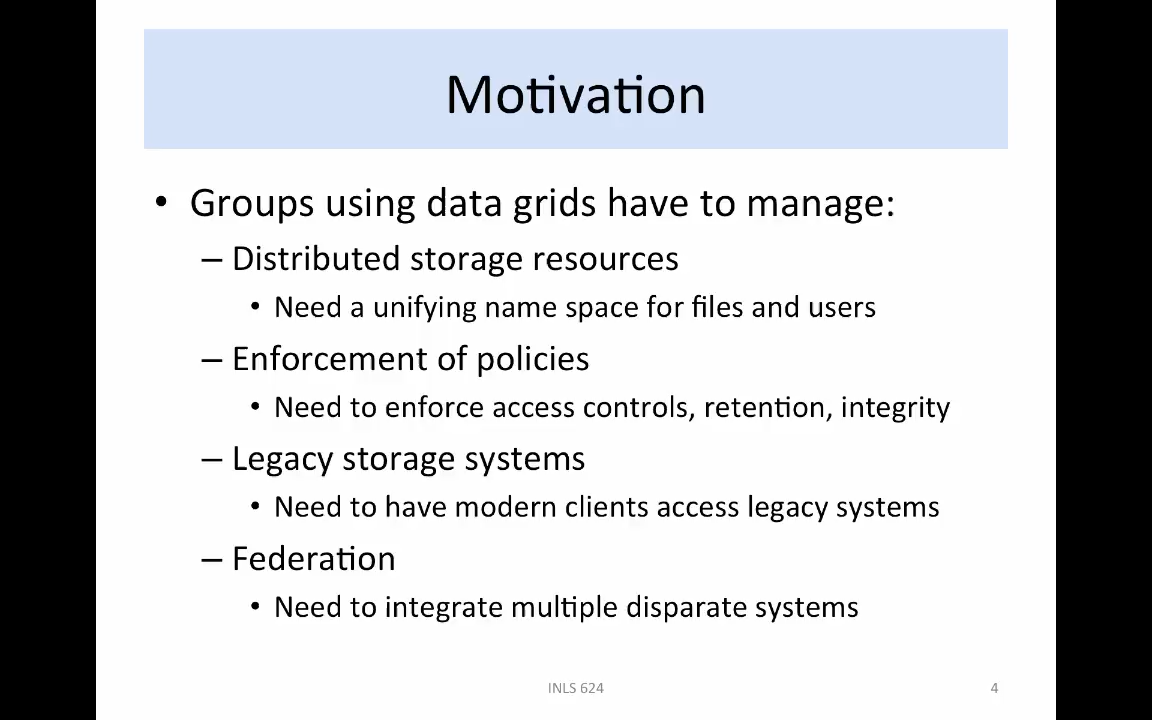 Motivation
• Groups using data grids have to manage:
– Distributed storage resources
• Need a unifying name space for files and users
– Enforcement of policies
• Need to enforce access controls, retention, integrity
– Legacy storage systems
• Need to have modern clients access legacy systems
– Federation
• Need to integrate multiple disparate systems
INLS 624
4